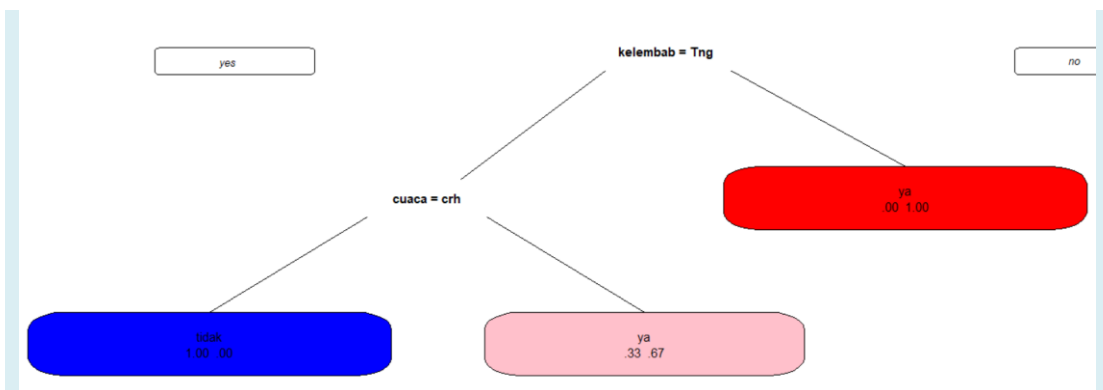 kelembab = Tng
yes
no
cuaca = crh
ya
.00 1.00
tidak
1.00 .00
ya
.33 .67